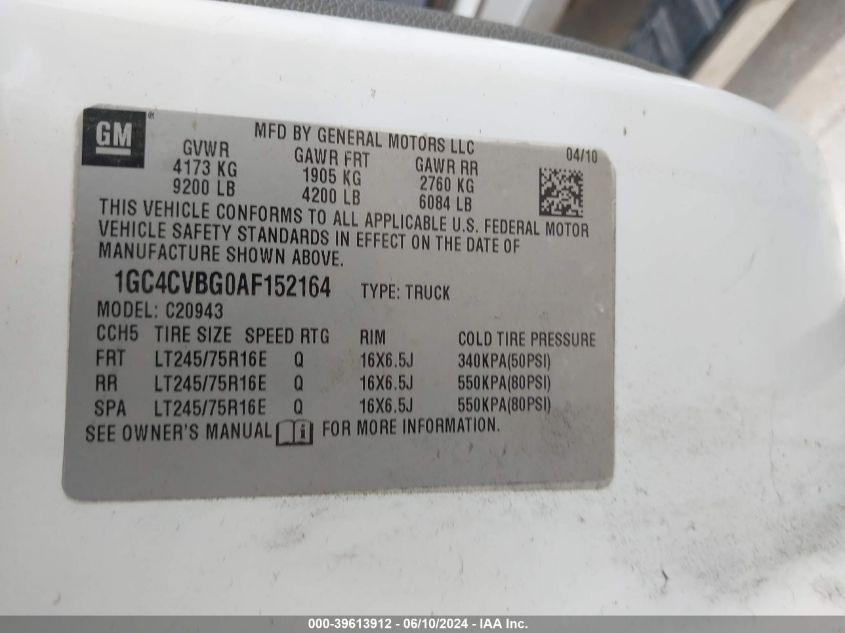 GM
MFD BY GENERAL MOTORS LLC
04/10
GVWR GAWR FRT GAWR RR
4173 KG 1905 KG 2760 KG
9200 LB 4200 LB 6084 LB
THIS VEHICLE CONFORMS TO ALL APPLICABLE U.S. FEDERAL MOTOR
VEHICLE SAFETY STANDARDS IN EFFECT ON THE DATE OF
MANUFACTURE SHOWN ABOVE.
1GC4CVBG0AF152164 TYPE: TRUCK
MODEL: C20943
CCH5 TIRE SIZE SPEED RTG RIM COLD TIRE PRESSURE
FRT LT245/75R16E Q 16X6.5J 340KPA(50PSI)
RR LT245/75R16E Q 16X6.5J 550KPA(80PSI)
SPA LT245/75R16E Q 16X6.5J 550KPA(80PSI)
SEE OWNER'S MANUAL FOR MORE INFORMATION.
000-39613912 - 06/10/2024 - IAA Inc.